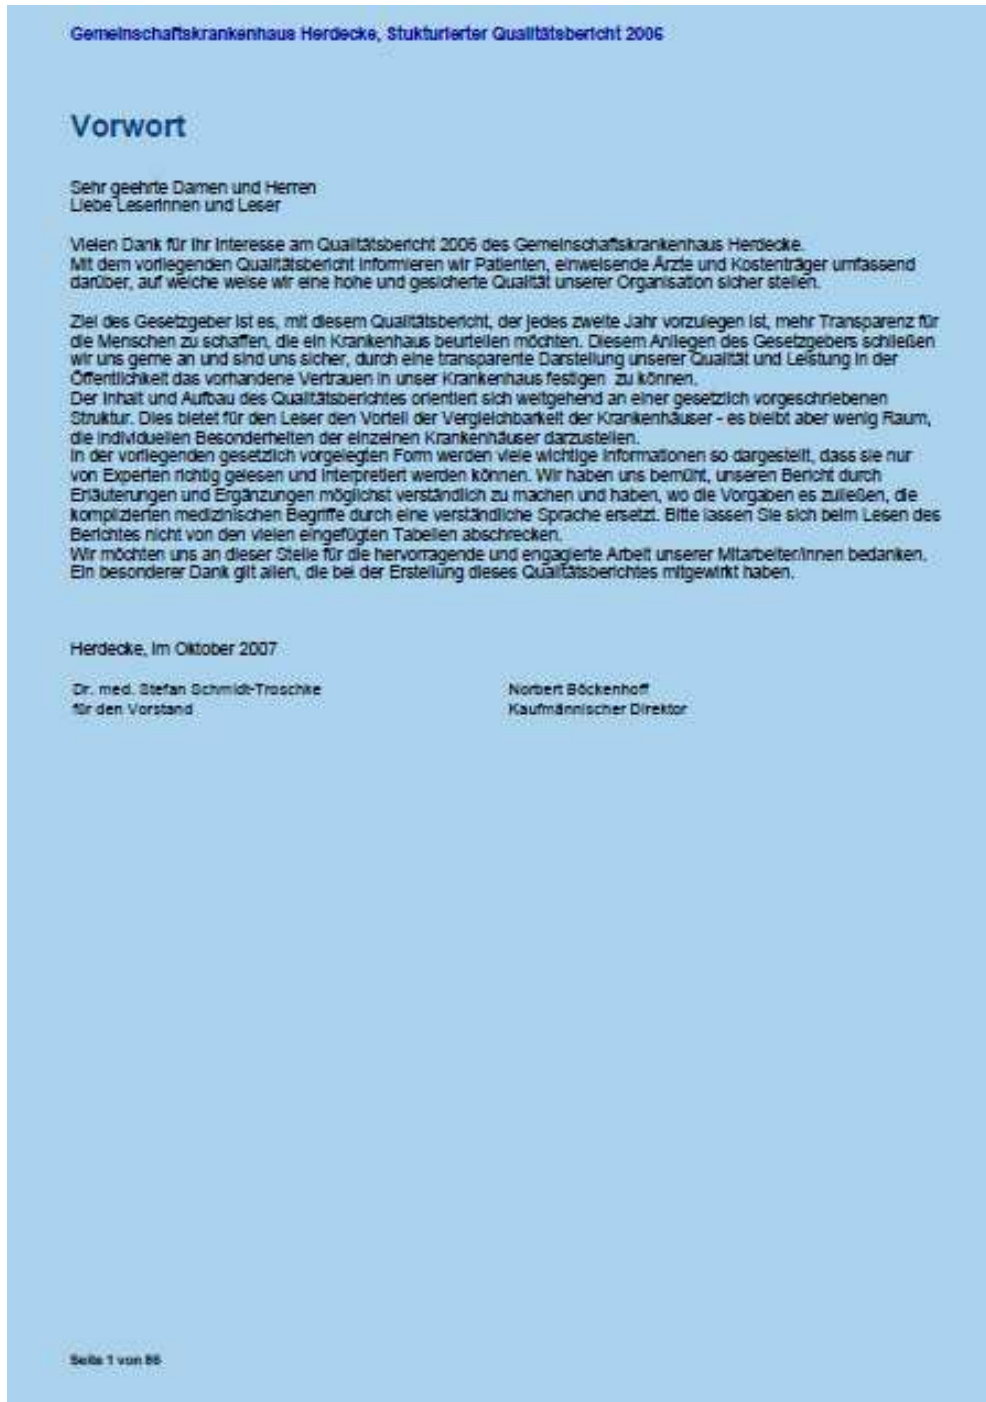 Gemeinschaftskrankenhaus Herdecke, Stukturierter Qualitätsbericht 2006
Vorwort
Sehr geehrte Damen und Herren
Liebe Leserinnen und Leser
Vielen Dank für Ihr Interesse am Qualitätsbericht 2006 des Gemeinschaftskrankenhaus Herdecke.
Mit dem vorliegenden Qualitätsbericht informieren wir Patienten, einweisende Ärzte und Kostenträger umfassend
darüber, auf welche weise wir eine hohe und gesicherte Qualität unserer Organisation sicher stellen.
Ziel des Gesetzgeber ist es, mit diesem Qualitätsbericht, der jedes zweite Jahr vorzulegen ist, mehr Transparenz für
die Menschen zu schaffen, die ein Krankenhaus beurteilen möchten. Diesem Anliegen des Gesetzgebers schließen
wir uns gerne an und sind uns sicher, durch eine transparente Darstellung unserer Qualität und Leistung in der
Öffentlichkeit das vorhandene Vertrauen in unser Krankenhaus festigen  zu können.
Der Inhalt und Aufbau des Qualitätsberichtes orientiert sich weitgehend an einer gesetzlich vorgeschriebenen
Struktur. Dies bietet für den Leser den Vorteil der Vergleichbarkeit der Krankenhäuser - es bleibt aber wenig Raum,
die individuellen Besonderheiten der einzelnen Krankenhäuser darzustellen.
In der vorliegenden gesetzlich vorgelegten Form werden viele wichtige Informationen so dargestellt, dass sie nur
von Experten richtig gelesen und interpretiert werden können. Wir haben uns bemüht, unseren Bericht durch
Erläuterungen und Ergänzungen möglichst verständlich zu machen und haben, wo die Vorgaben es zuließen, die
komplizierten medizinischen Begriffe durch eine verständliche Sprache ersetzt. Bitte lassen Sie sich beim Lesen des
Berichtes nicht von den vielen eingefügten Tabellen abschrecken.
Wir möchten uns an dieser Stelle für die hervorragende und engagierte Arbeit unserer Mitarbeiter/innen bedanken.
Ein besonderer Dank gilt allen, die bei der Erstellung dieses Qualitätsberichtes mitgewirkt haben.
Herdecke, im Oktober 2007
Dr. med. Stefan Schmidt-Troschke
für den Vorstand
Norbert Böckenhoff
Kaufmännischer Direktor
Seite 1 von